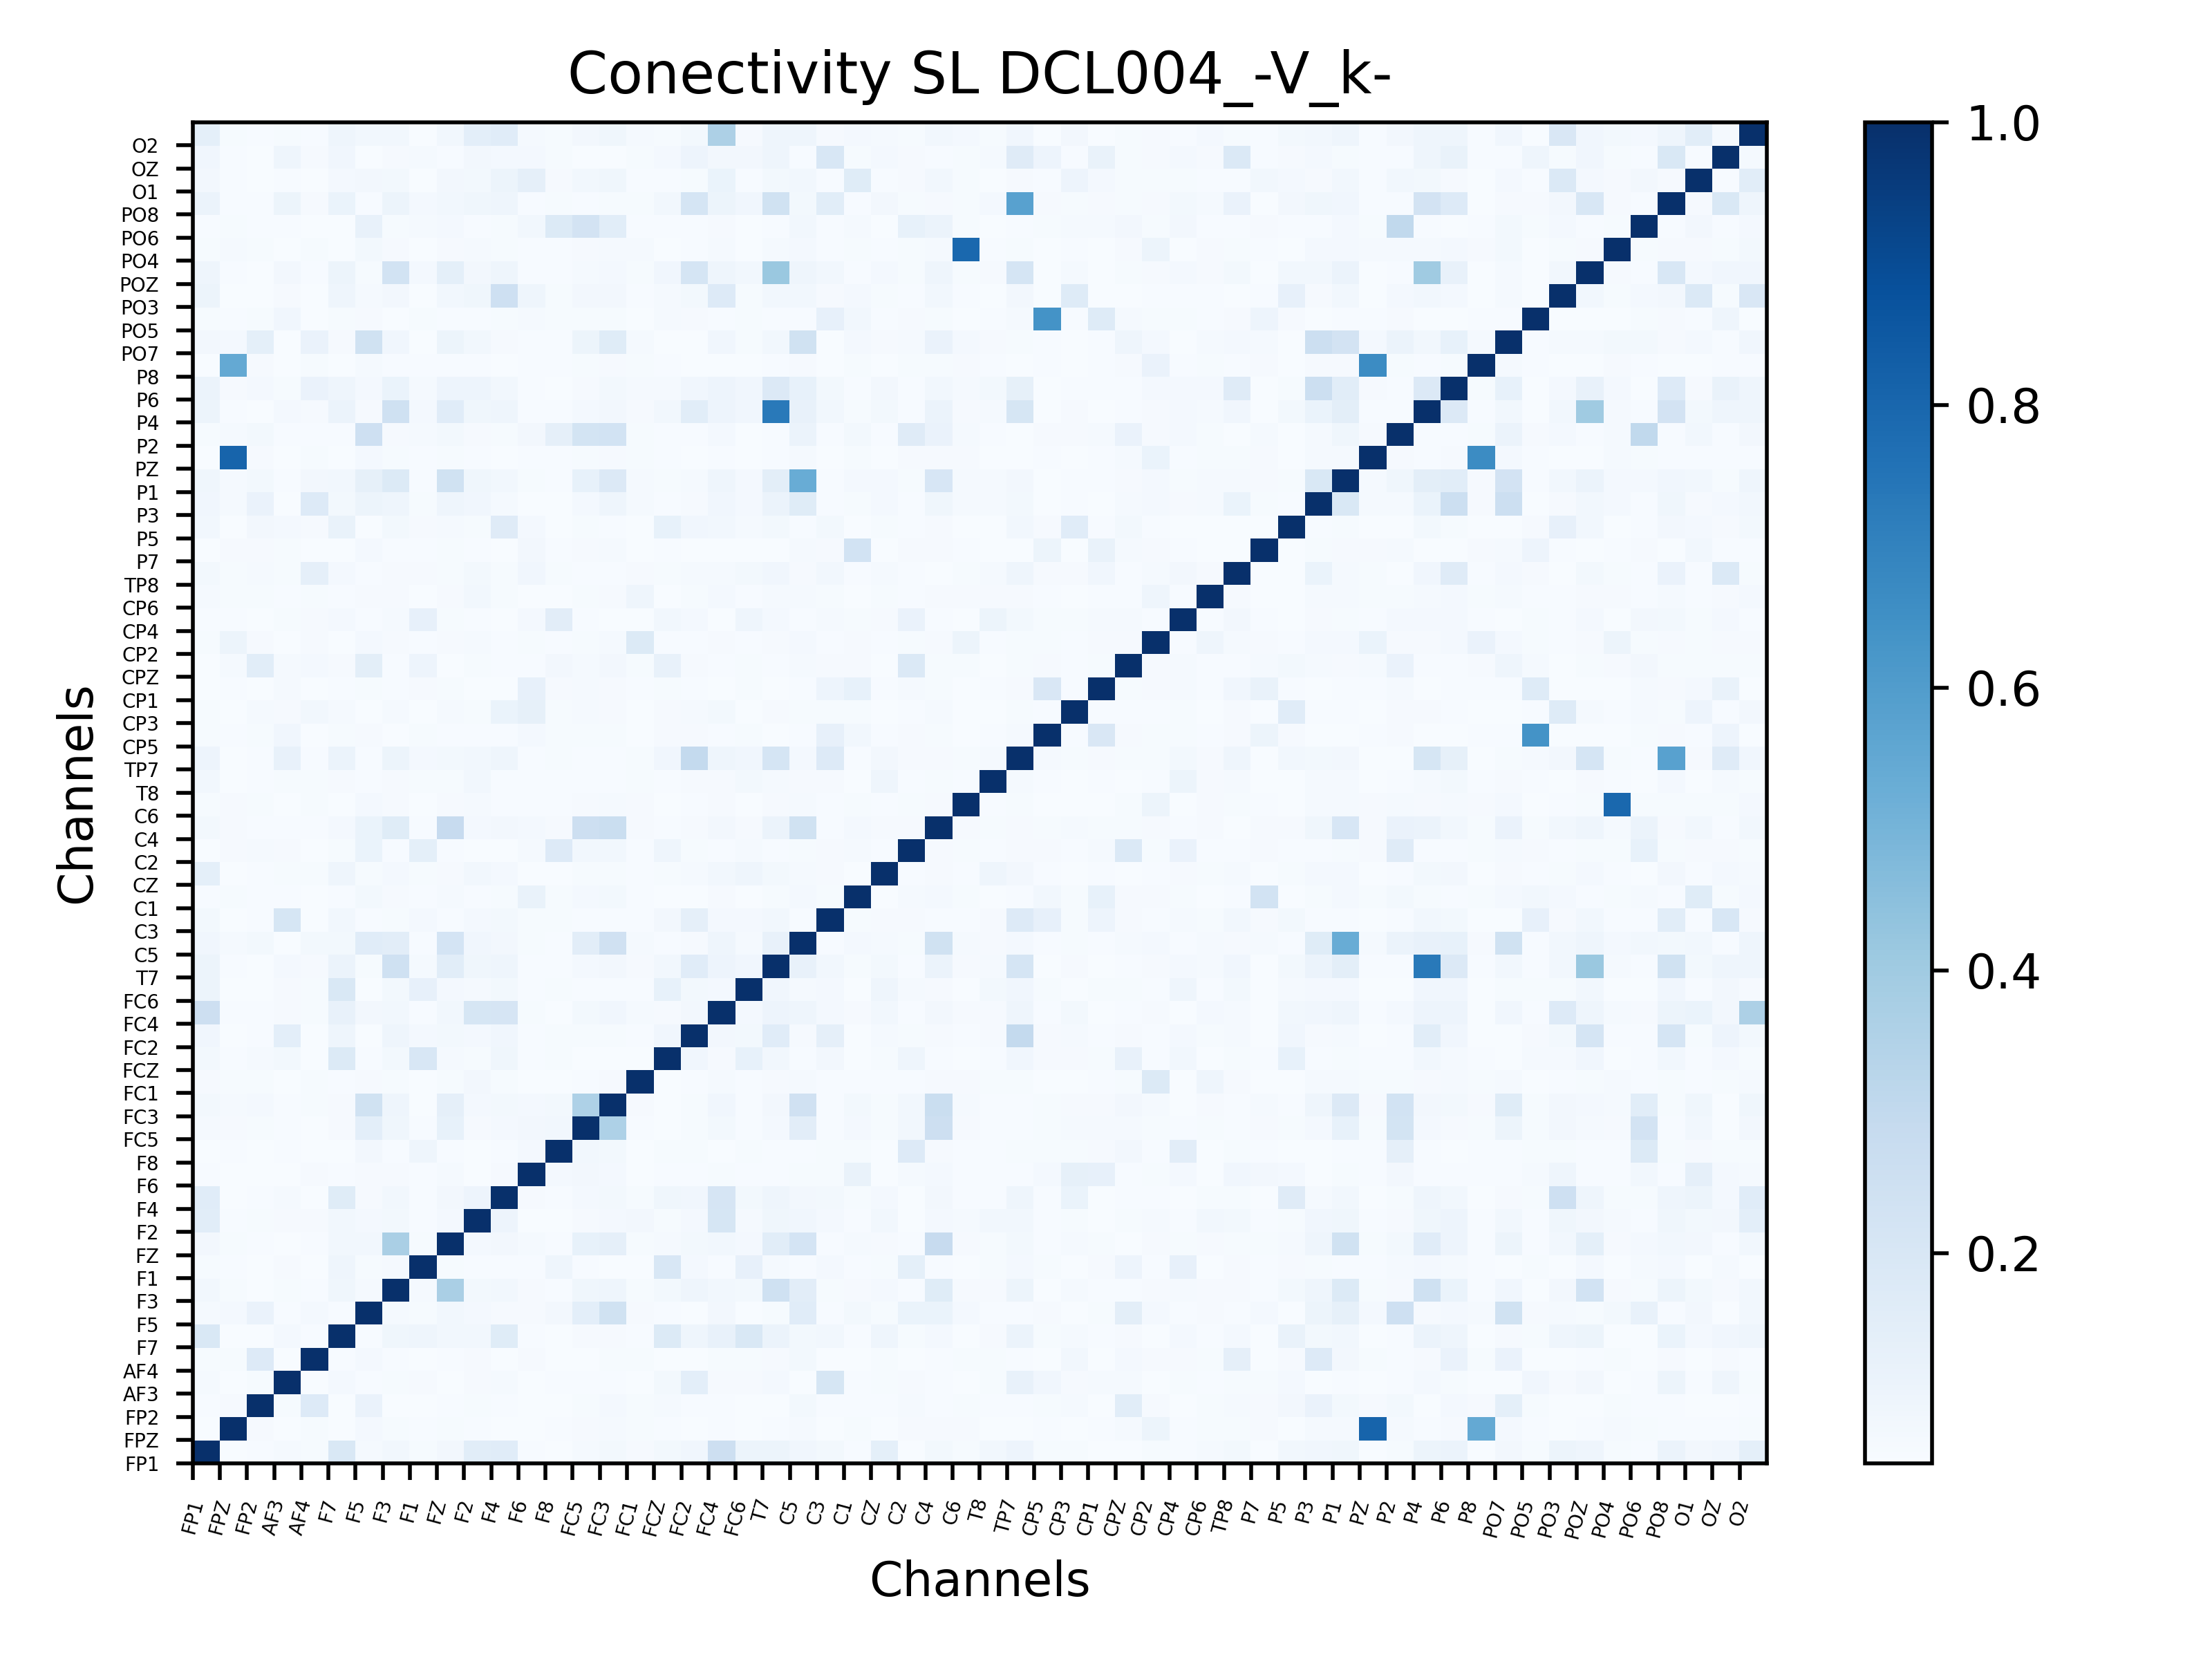 Conectivity SL DCL004_-V_k-
Channels
O2
OZ
O1
PO8
PO6
PO4
POZ
PO3
PO5
PO7
P8
P6
P4
P2
PZ
P1
P3
P5
P7
TP8
CP6
CP4
CP2
CPZ
CP1
CP3
CP5
TP7
T8
C6
C4
C2
CZ
C1
C3
C5
T7
FC6
FC4
FC2
FCZ
FC1
FC3
FC5
F8
F6
F4
F2
FZ
F1
F3
F5
F7
AF4
AF3
FP2
FPZ
FP1
FP1
FPZ
FP2
AF3
AF4
F7
F5
F3
F1
FZ
F2
F4
F6
F8
FC5
FC3
FC1
FCZ
FC2
FC4
FC6
T7
C5
C3
C1
CZ
C2
C4
C6
T8
TP7
CP5
CP3
CP1
CPZ
CP2
CP4
CP6
TP8
P7
P5
P3
P1
PZ
P2
P4
P6
P8
PO7
PO5
PO3
POZ
PO4
PO6
PO8
O1
OZ
O2
Channels
1.0
0.8
0.6
0.4
0.2